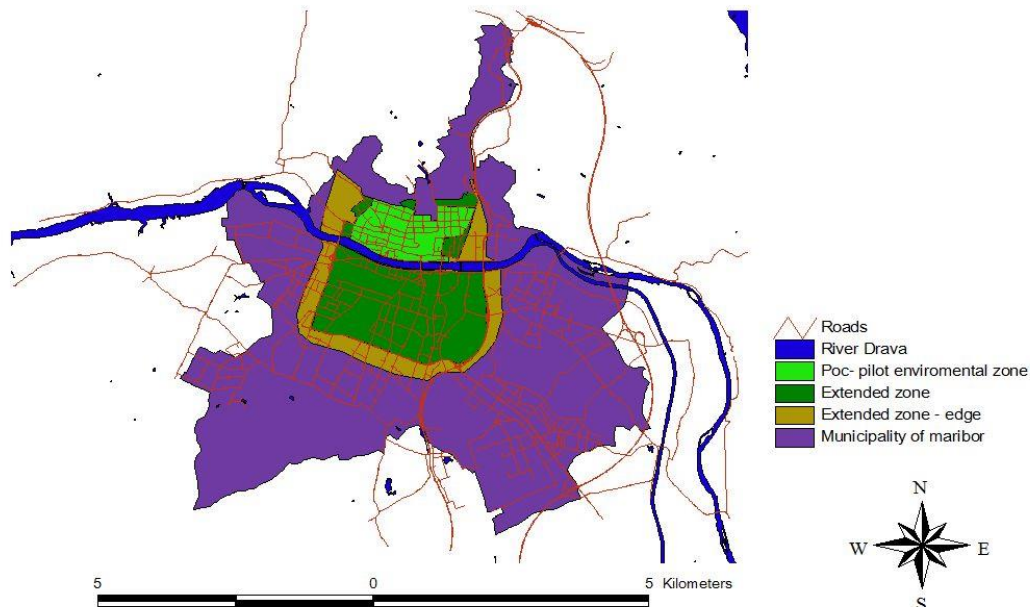 Roads
River Drava
Poc- pilot enviromental zone
Extended zone
Extended zone - edge
Municipality of maribor
N
W E
S
5 0 5 Kilometers